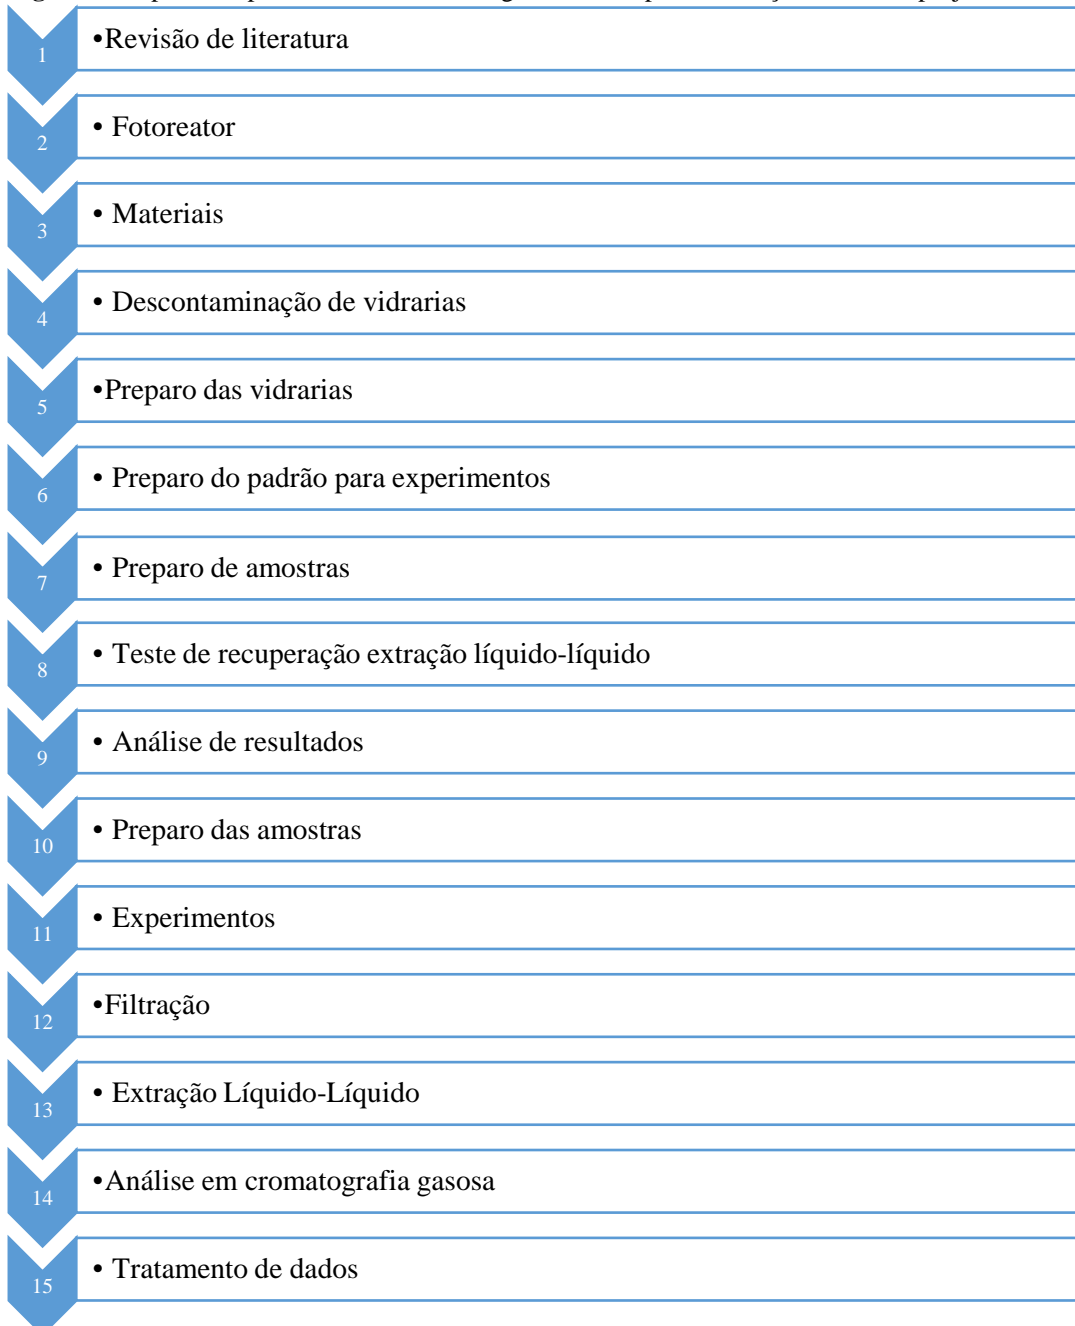 1
•Revisão de literatura
2
• Fotoreator
3
• Materiais
4
• Descontaminação de vidrarias
5
•Preparo das vidrarias
6
• Preparo do padrão para experimentos
7
• Preparo de amostras
8
• Teste de recuperação extração líquido-líquido
9
• Análise de resultados
10
• Preparo das amostras
11
• Experimentos
12
•Filtração
13
• Extração Líquido-Líquido
14
•Análise em cromatografia gasosa
15
• Tratamento de dados